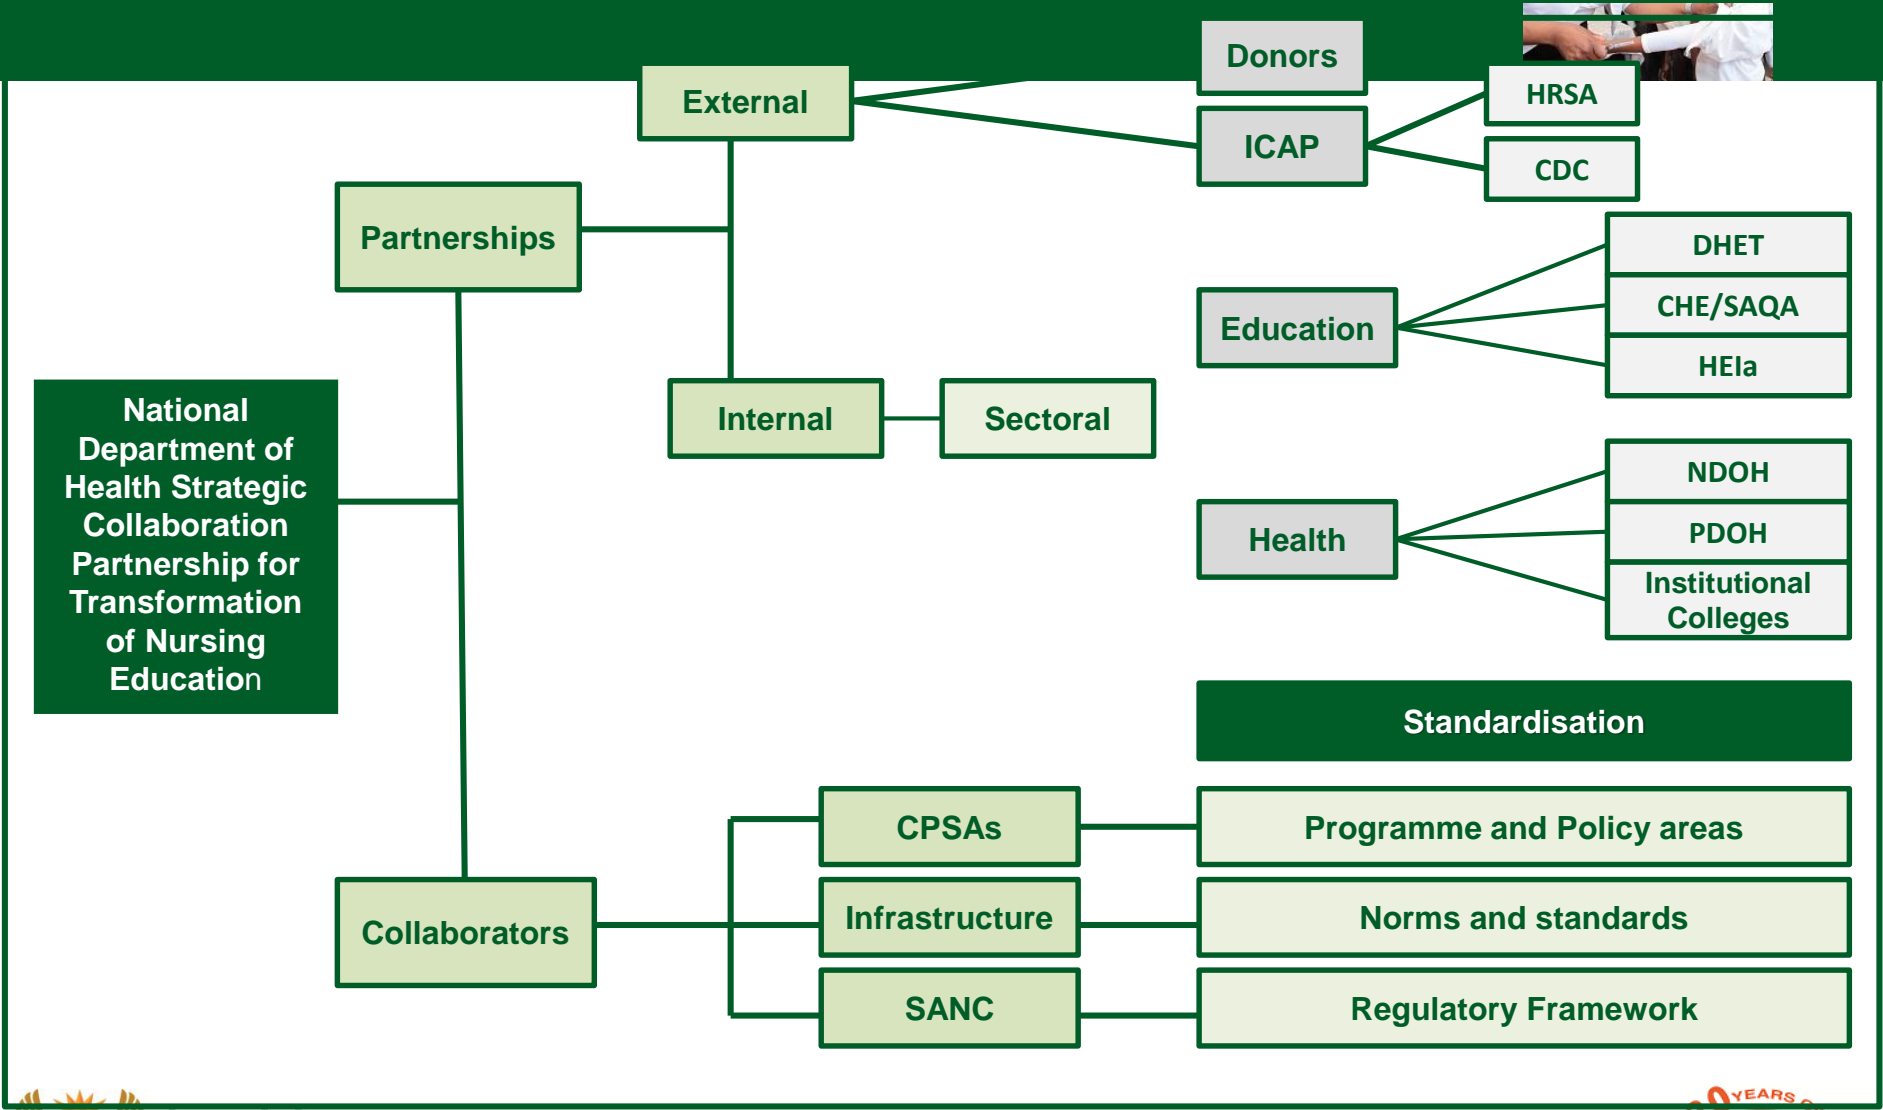 Donors
External
HRSA
ICAP
CDC
Partnerships
DHET
CHE/SAQA
Education
HEIa
Internal
Sectoral
National
Department of
Health Strategic
Collaboration
Partnership for
Transformation
of Nursing
Education
NDOH
Health
PDOH
Institutional
Colleges
Standardisation
CPSAs
Programme and Policy areas
Infrastructure
Norms and standards
Collaborators
SANC
Regulatory Framework
YEARS